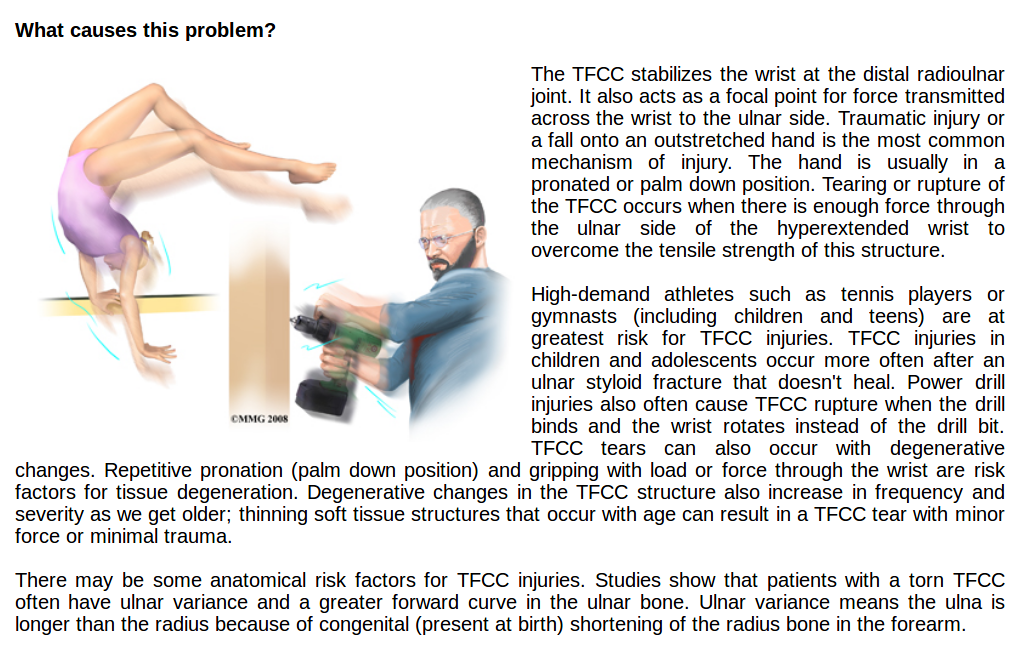 What causes this problem?
The TFCC stabilizes the wrist at the distal radioulnar
joint. It also acts as a focal point for force transmitted
across the wrist to the ulnar side. Traumatic injury or
a fall onto an outstretched hand is the most common
mechanism of injury. The hand is usually in a
pronated or palm down position. Tearing or rupture of
the TFCC occurs when there is enough force through
the ulnar side of the hyperextended wrist to
overcome the tensile strength of this structure.
High-demand athletes such as tennis players or
gymnasts (including children and teens) are at
greatest risk for TFCC injuries. TFCC injuries in
children and adolescents occur more often after an
ulnar styloid fracture that doesn't heal. Power drill
injuries also often cause TFCC rupture when the drill
binds and the wrist rotates instead of the drill bit.
TFCC tears can also occur with degenerative
changes. Repetitive pronation (palm down position) and gripping with load or force through the wrist are risk
factors for tissue degeneration. Degenerative changes in the TFCC structure also increase in frequency and
severity as we get older; thinning soft tissue structures that occur with age can result in a TFCC tear with minor
force or minimal trauma.
There may be some anatomical risk factors for TFCC injuries. Studies show that patients with a torn TFCC
often have ulnar variance and a greater forward curve in the ulnar bone. Ulnar variance means the ulna is
longer than the radius because of congenital (present at birth) shortening of the radius bone in the forearm.
©MMG 2008